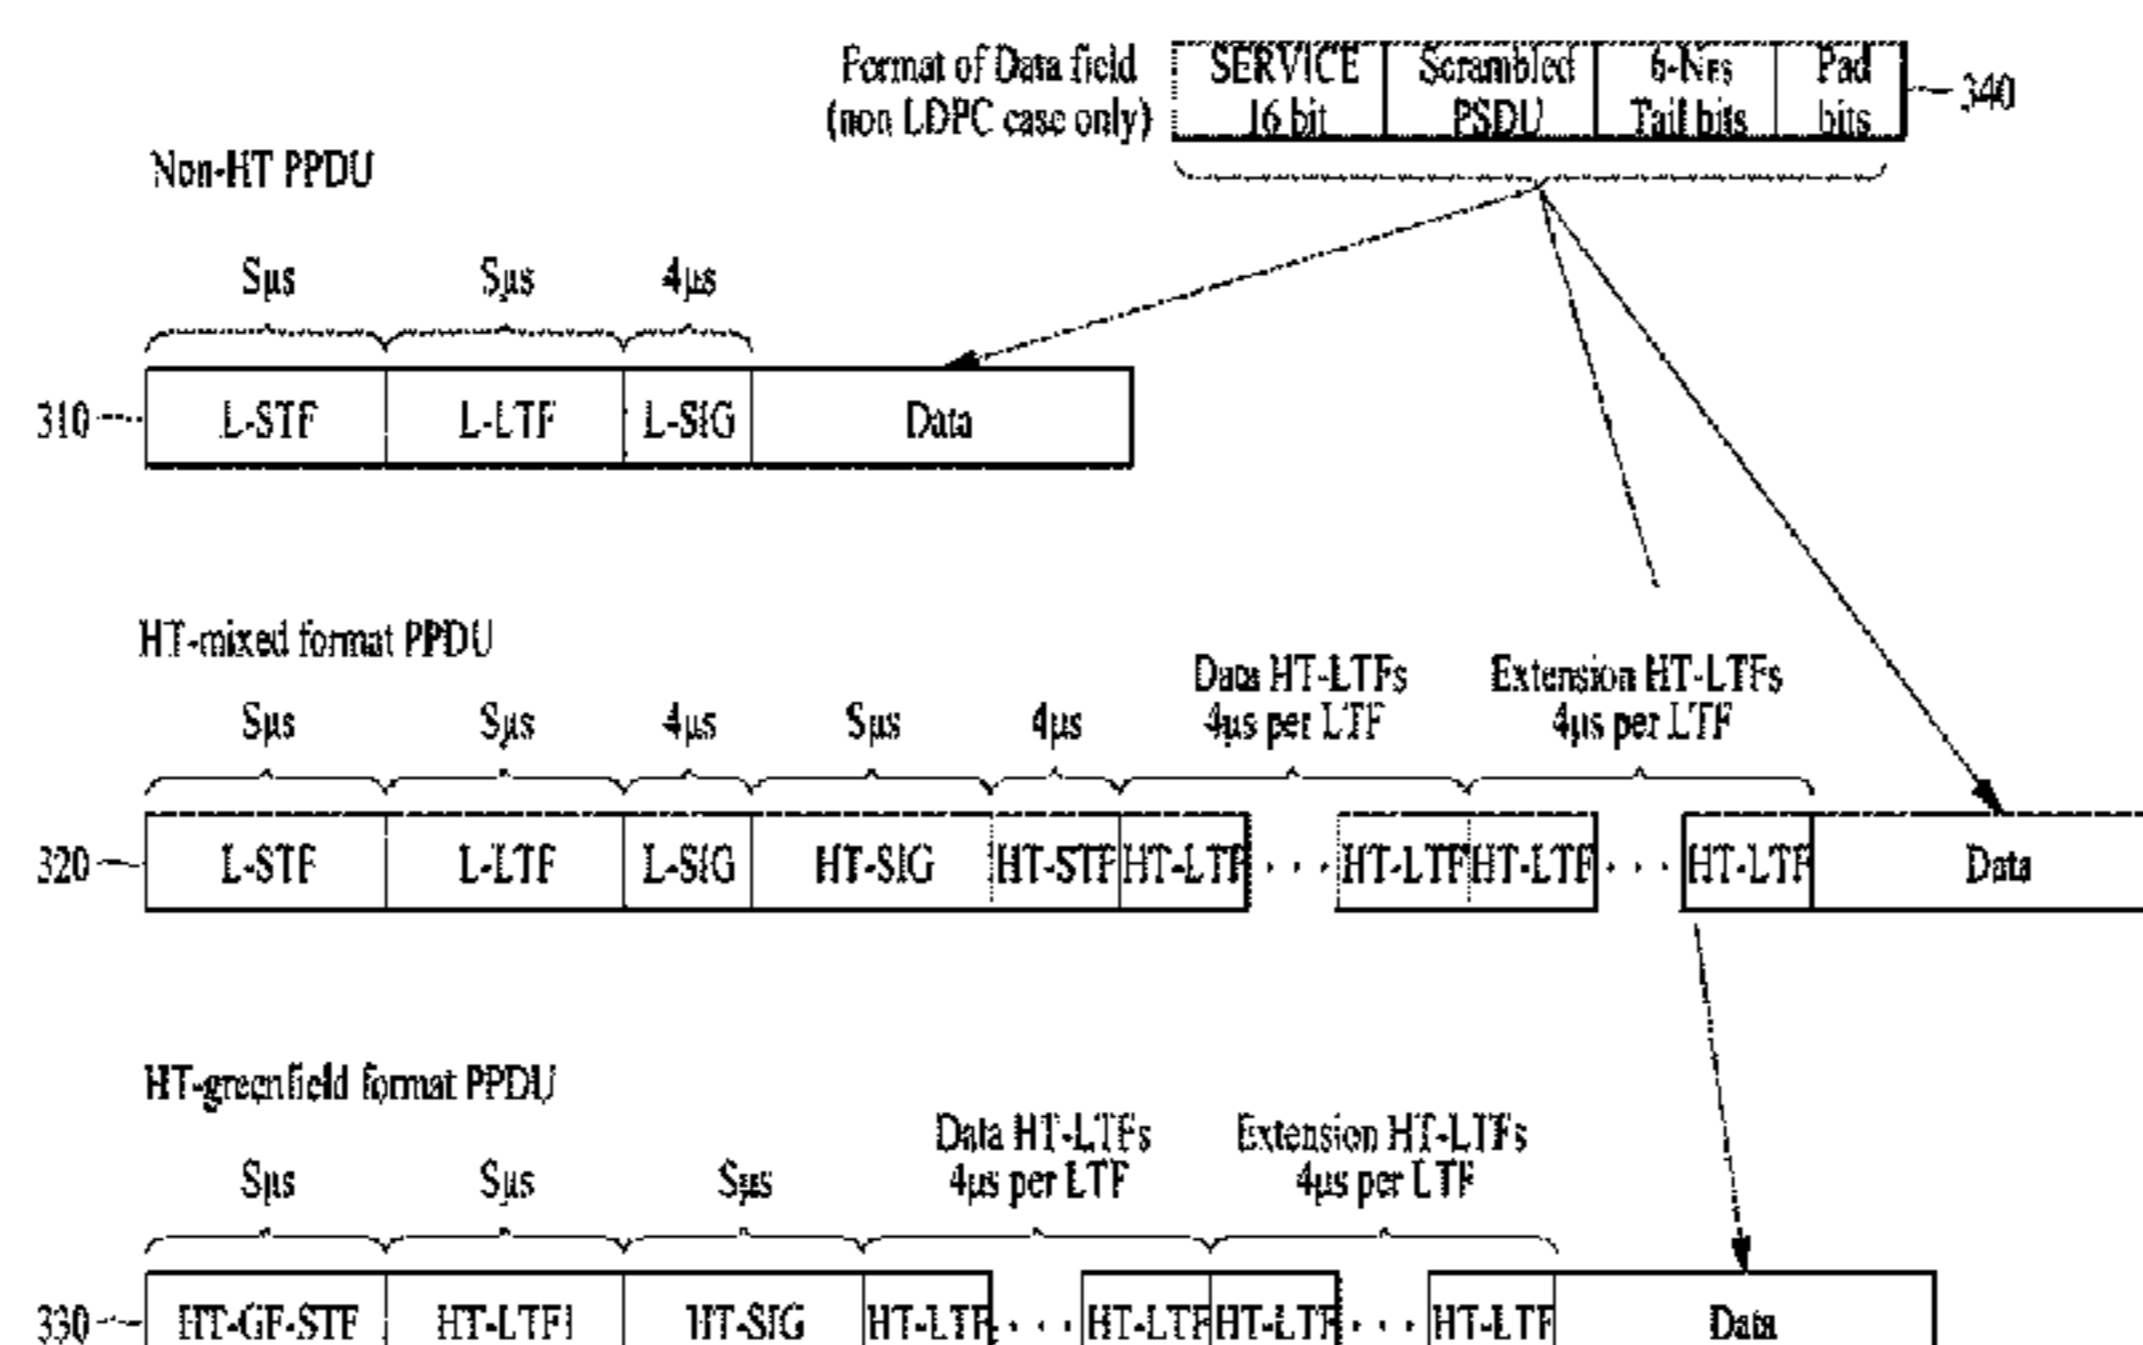 Format of Data field
(non LDPC case only)
SERVICE
16 bit
Scrambled
PSDU
6-Nes
Tail bits
Pad
bits
340
Non-HT PPDU
8μs
8μs
4μs
310
L-STF
L-LTF
L-SIG
Data
HT-mixed format PPDU
8μs
8μs
4μs
8μs
4μs
Data HT-LTFs
4μs per LTF
Extension HT-LTFs
4μs per LTF
320
L-STF
L-LTF
L-SIG
HT-SIG
HT-STF
HT-LTF
. . .
HT-LTF
HT-LTF
. . .
HT-LTF
Data
HT-greenfield format PPDU
8μs
8μs
8μs
Data HT-LTFs
4μs per LTF
Extension HT-LTFs
4μs per LTF
330
HT-GF-STF
HT-LTF1
HT-SIG
HT-LTF
. . .
HT-LTF
HT-LTF
. . .
HT-LTF
Data